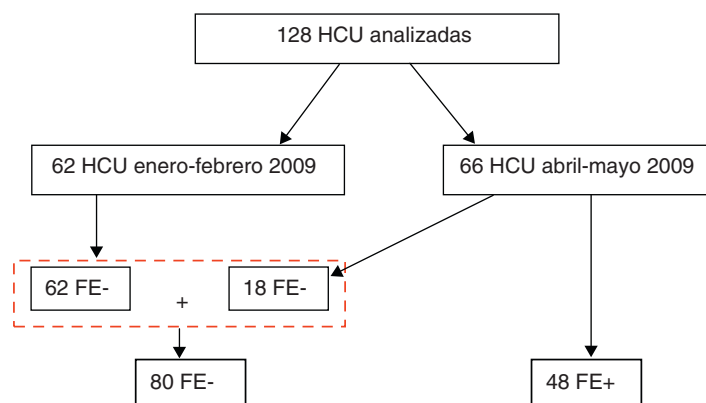 128 HCU analizadas
62 HCU enero-febrero 2009
66 HCU abril-mayo 2009
62 FE-
+
18 FE-
80 FE-
48 FE+